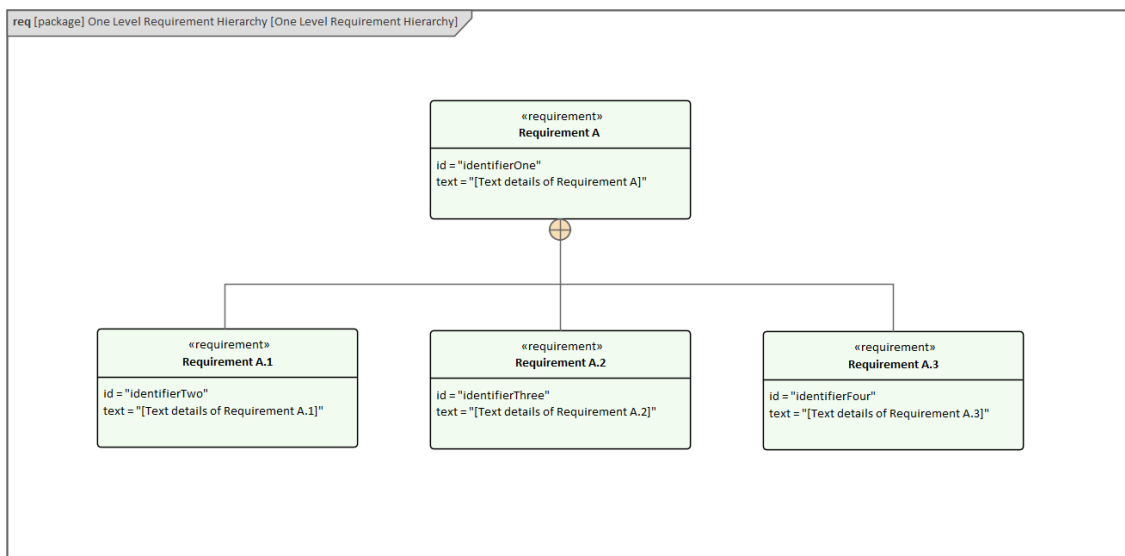 req [package] One Level Requirement Hierarchy [One Level Requirement Hierarchy]
«requirement»
Requirement A
id = "identifierOne"
text = "[Text details of Requirement A]"
«requirement»
Requirement A.1
id = "identifierTwo"
text = "[Text details of Requirement A.1]"
«requirement»
Requirement A.2
id = "identifierThree"
text = "[Text details of Requirement A.2]"
«requirement»
Requirement A.3
id = "identifierFour"
text = "[Text details of Requirement A.3]"